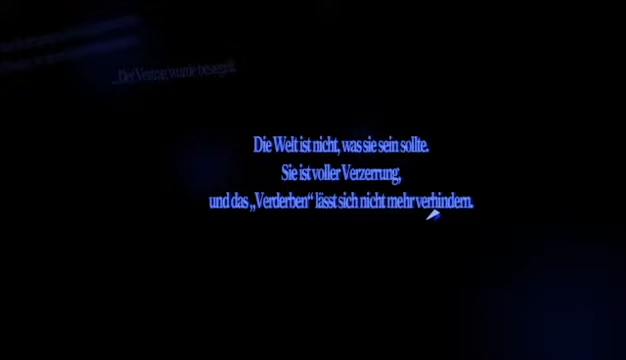 ...Der Vertrag wurde besiegelt.
Die Welt ist nicht, was sie sein sollte.
Sie ist voller Verzerrung,
und das „Verderben“ lässt sich nicht mehr verhindern.